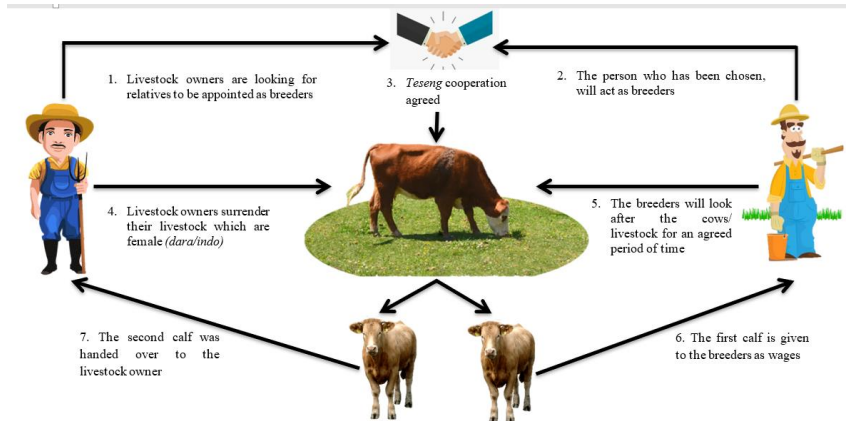 1. Livestock owners are looking for
relatives to be appointed as breeders
2. The person who has been chosen,
will act as breeders
3. Teseng cooperation
agreed
4. Livestock owners surrender
their livestock which are
female (dara/indo)
5. The breeders will look
after the cows/
livestock for an agreed
period of time
6. The first calf is given
to the breeders as wages
7. The second calf was
handed over to the
livestock owner